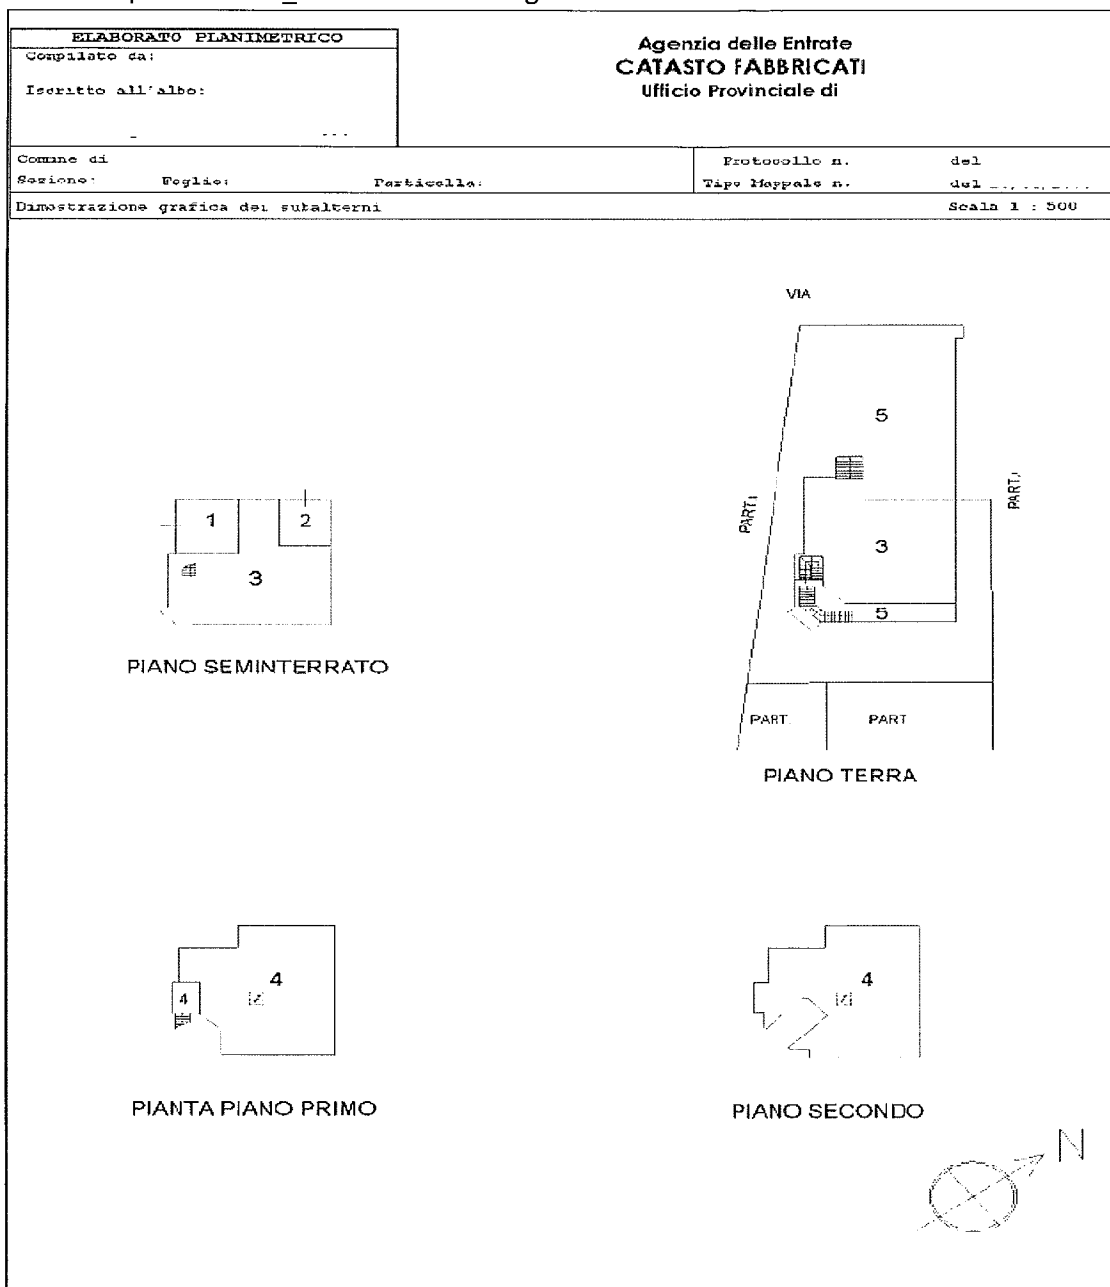 ELABORATO PLANIMETRICO
Compilato da:
Iscritto all'albo:
Agenzia delle Entrate
CATASTO FABBRICATI
Ufficio Provinciale di
Comune di
Sezione: Foglio: Particella:
Protocollo n. del
Tipo Mappale n. del
Dimostrazione grafica dei subalterni
Scala 1 : 500
VIA
5
PART.
PART.
3
5
PART.
PART
PIANO TERRA
1
2
3
PIANO SEMINTERRATO
4
4
PIANTA PIANO PRIMO
4
PIANO SECONDO
N